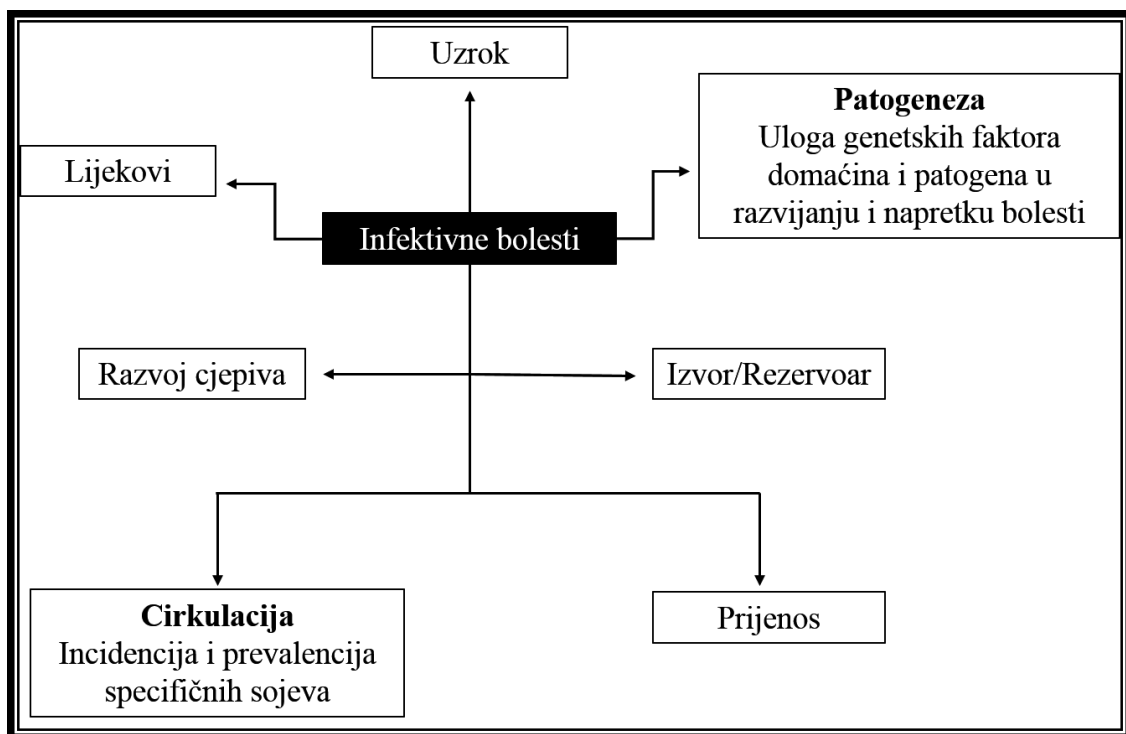 Uzrok
Patogeneza
Uloga genetskih faktora
domaćina i patogena u
razvijanju i napretku bolesti
Lijekovi
Infektivne bolesti
Razvoj cjepiva
Izvor/Rezervoar
Cirkulacija
Incidencija i prevalencija
specifičnih sojeva
Prijenos